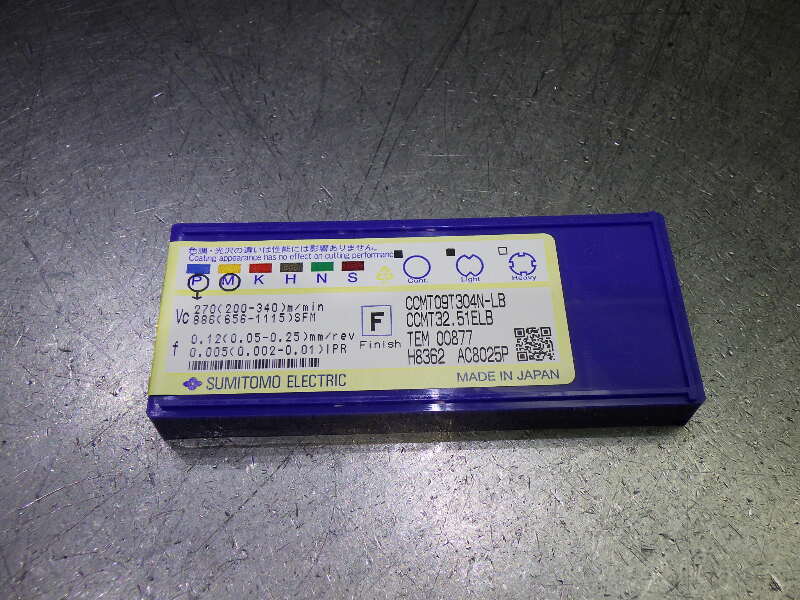 色調・光沢の違いは性能には影響ありません。
Coating appearance has no effect on cutting performance.
P M K H N S
Cont. Light Heavy
Vc 270(200-340)m/min
886(656-1115)SFM
f 0.12(0.05-0.25)mm/rev
0.005(0.002-0.01)IPR
F
Finish
CCMT09T304N-LB
CCMT32.51ELB
TEM 00877
H8362 AC8025P
SUMITOMO ELECTRIC
MADE IN JAPAN